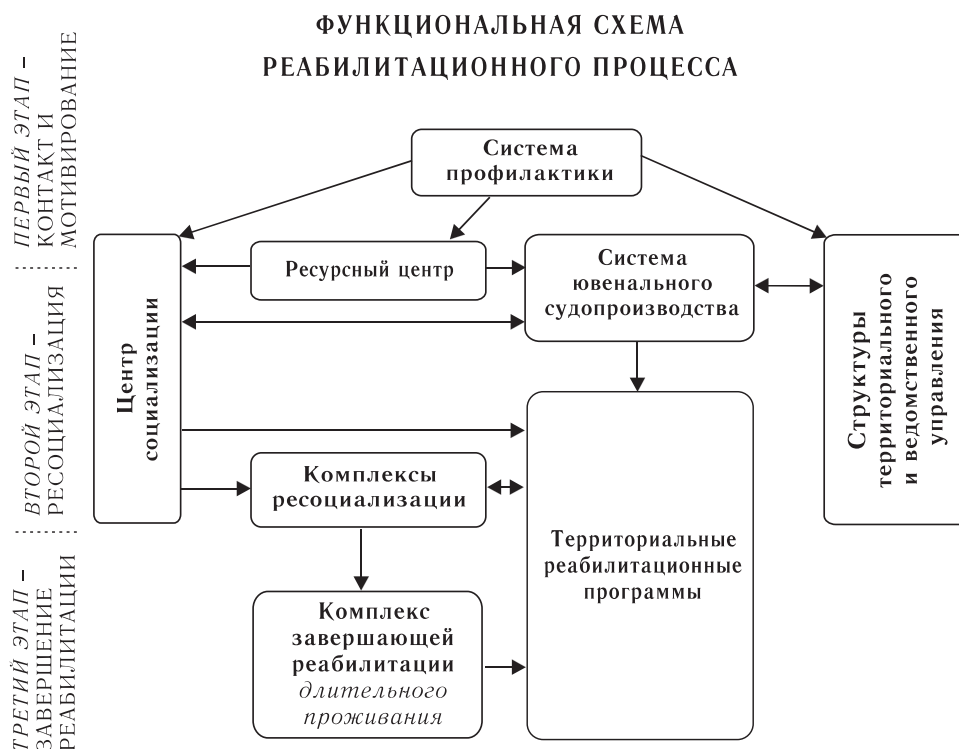 ФУНКЦИОНАЛЬНАЯ СХЕМА
РЕАБИЛИТАЦИОННОГО ПРОЦЕССА
ПЕРВЫЙ ЭТАП –
КОНТАКТ И
МОТИВИРОВАНИЕ
Система
профилактики
Ресурсный центр
Система
ювенального
судопроизводства
Центр
социализации
Структуры
территориального
и ведомственного
управления
ВТОРОЙ ЭТАП –
РЕСОЦИАЛИЗАЦИЯ
Комплексы
ресоциализации
Территориальные
реабилитационные
программы
ТРЕТИЙ ЭТАП –
ЗАВЕРШЕНИЕ
РЕАБИЛИТАЦИИ
Комплекс
завершающей
реабилитации
длительного
проживания